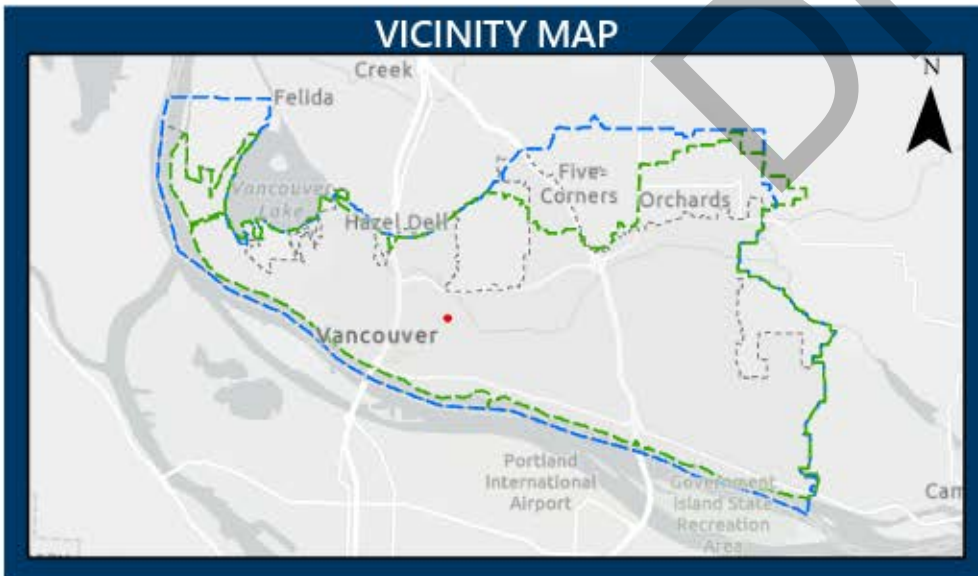 VICINITY MAP
Creek
N
Felida
Vancouver
Lake
Five
Corners
Orchards
Hazel Dell
Vancouver
Portland
International
Airport
Government
Island State
Recreation
Area
Cam